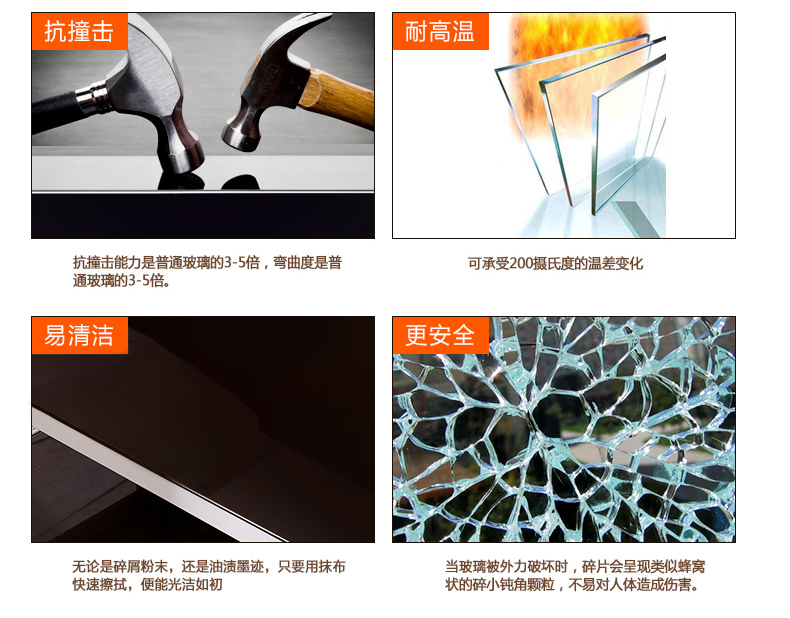 抗撞击
耐高温
抗撞击能力是普通玻璃的3-5倍，弯曲度是普
通玻璃的3-5倍。
可承受200摄氏度的温差变化
易清洁
更安全
无论是碎屑粉末，还是油渍墨迹，只要用抹布
快速擦拭，便能光洁如初
当玻璃被外力破坏时，碎片会呈现类似蜂窝
状的碎小钝角颗粒，不易对人体造成伤害。